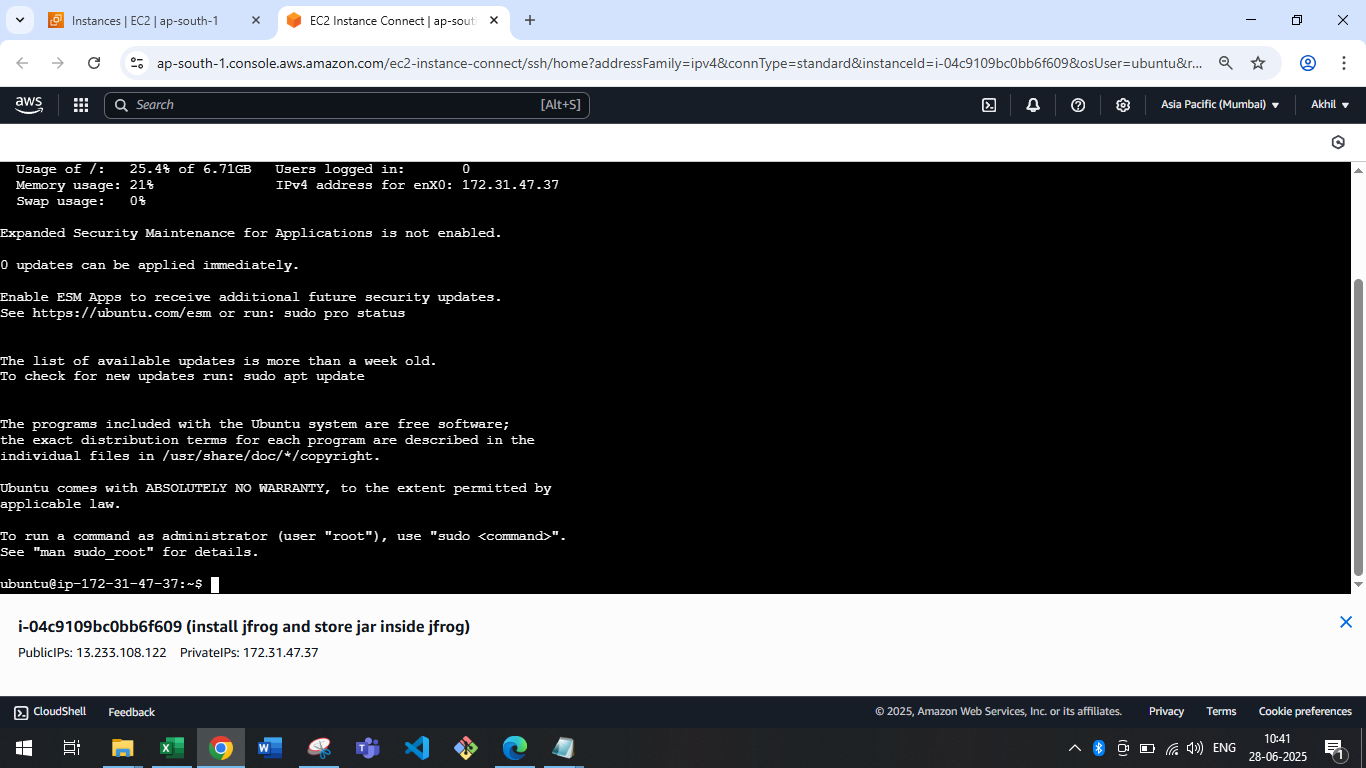 Instances | EC2 | ap-south-1
EC2 Instance Connect | ap-sout
ap-south-1.console.aws.amazon.com/ec2-instance-connect/ssh/home?addressFamily=ipv4&connType=standard&instanceId=i-04c9109bc0bb6f609&osUser=ubuntu&r...
aws Search [Alt+S] Asia Pacific (Mumbai) Akhil
Usage of /: 25.4% of 6.71GB Users logged in: 0
Memory usage: 21% IPv4 address for enX0: 172.31.47.37
Swap usage: 0%
Expanded Security Maintenance for Applications is not enabled.
0 updates can be applied immediately.
Enable ESM Apps to receive additional future security updates.
See https://ubuntu.com/esm or run: sudo pro status
The list of available updates is more than a week old.
To check for new updates run: sudo apt update
The programs included with the Ubuntu system are free software;
the exact distribution terms for each program are described in the
individual files in /usr/share/doc/*/copyright.
Ubuntu comes with ABSOLUTELY NO WARRANTY, to the extent permitted by
applicable law.
To run a command as administrator (user "root"), use "sudo <command>".
See "man sudo_root" for details.
ubuntu@ip-172-31-47-37:~$
i-04c9109bc0bb6f609 (install jfrog and store jar inside jfrog)
PublicIPs: 13.233.108.122 PrivateIPs: 172.31.47.37
CloudShell Feedback © 2025, Amazon Web Services, Inc. or its affiliates. Privacy Terms Cookie preferences
ENG
10:41
28-06-2025
1